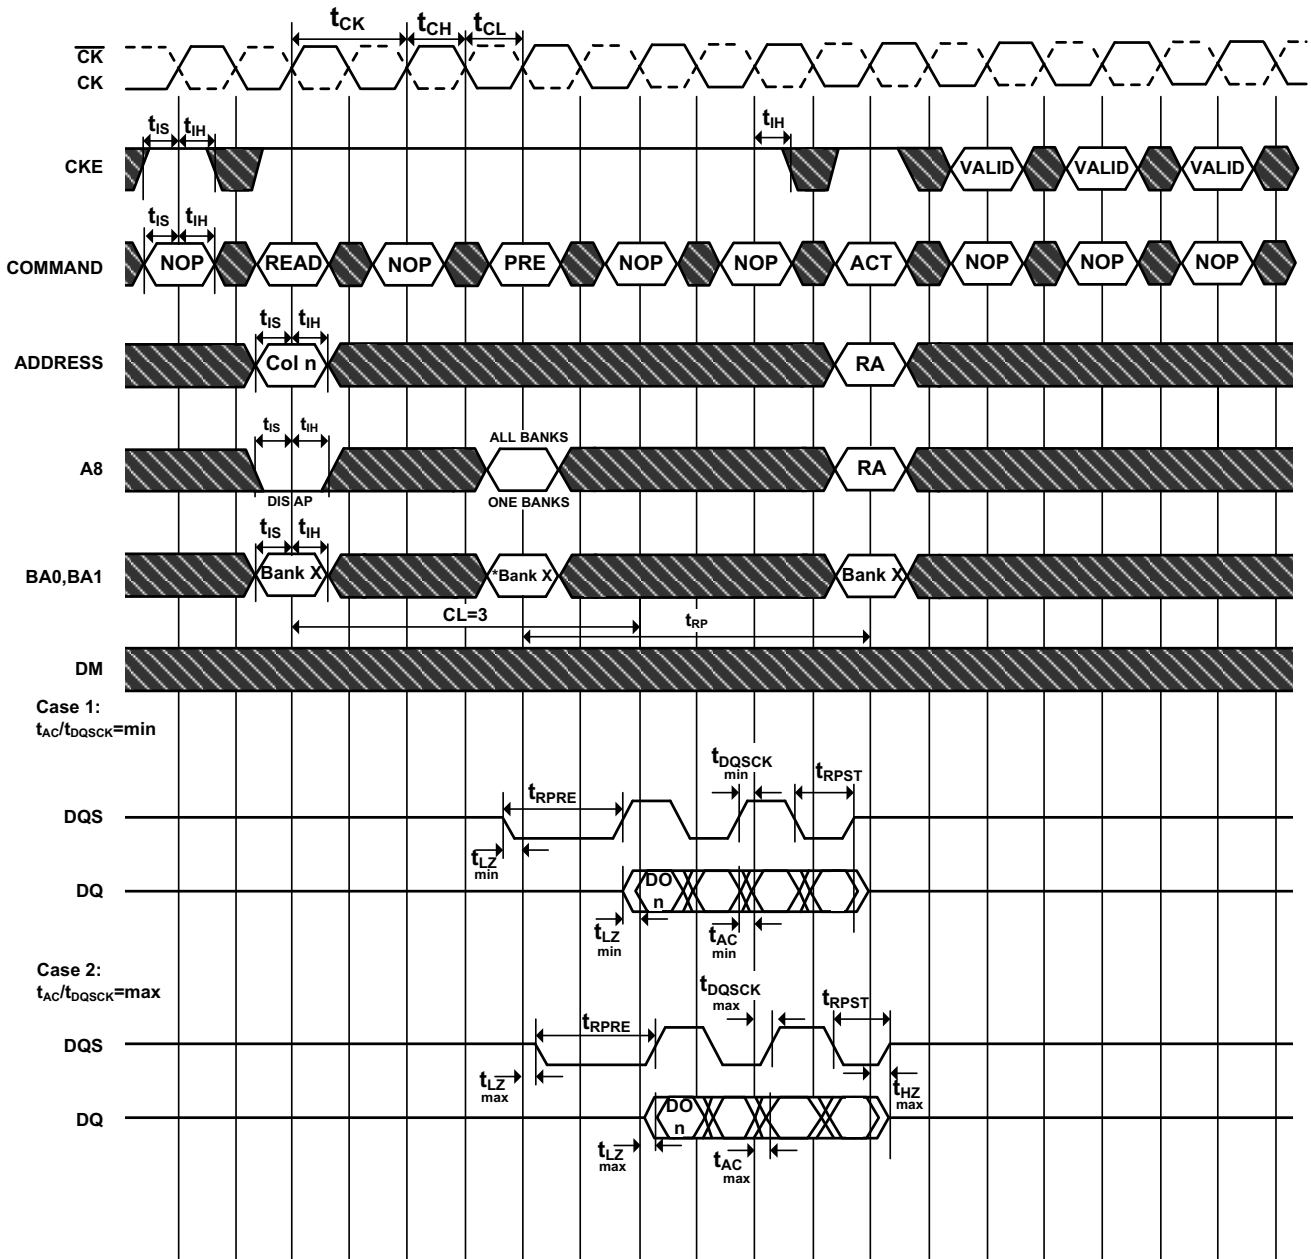 tCK tCH tCL
CK
CK
tIS tIH tIH
CKE VALID VALID VALID
tIS tIH
COMMAND NOP READ NOP PRE NOP NOP ACT NOP NOP NOP
tIS tIH
ADDRESS Col n RA
tIS tIH ALL BANKS
A8 RA
DIS AP ONE BANKS
tIS tIH
BA0,BA1 Bank X *Bank X Bank X
CL=3 tRP
DM
Case 1:
tAC/tDQSCK=min
tDQSCK min tRPST
tRPRE
DQS
tLZ min
DQ DO n
tLZ min tAC min
Case 2:
tAC/tDQSCK=max
tDQSCK max tRPST
tRPRE
DQS
tLZ max tHZ max
DQ DO n
tLZ max tAC max